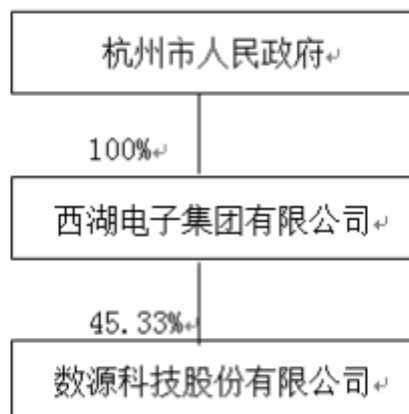 杭州市人民政府
100%
西湖电子集团有限公司
45.33%
数源科技股份有限公司